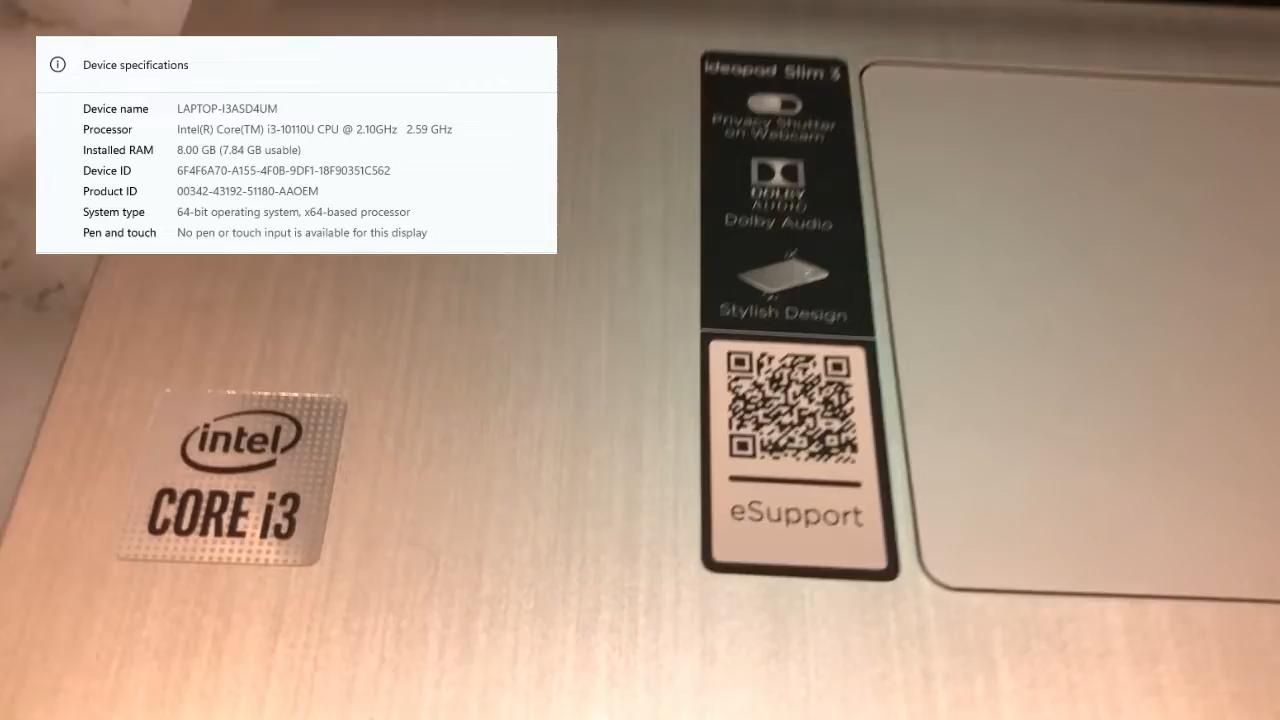 Device specifications
Device name LAPTOP-I3ASD4UM
Processor Intel(R) Core(TM) i3-10110U CPU @ 2.10GHz 2.59 GHz
Installed RAM 8.00 GB (7.84 GB usable)
Device ID 6F4F6A70-A155-4F0B-9DF1-18F90351C562
Product ID 00342-43192-51180-AAOEM
System type 64-bit operating system, x64-based processor
Pen and touch No pen or touch input is available for this display
Ideapad Slim 3
Privacy Shutter
on Webcam
DOLBY
AUDIO
Dolby Audio
Stylish Design
eSupport
intel
CORE i3